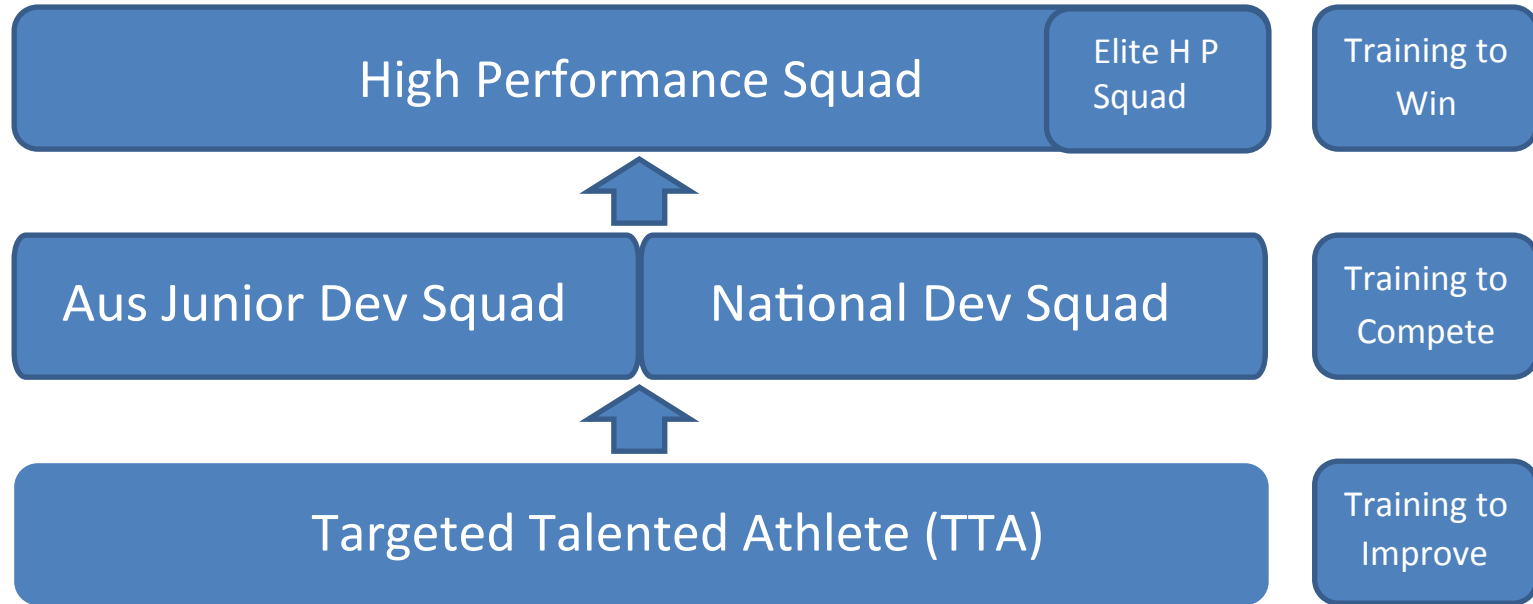 High Performance Squad
Elite H P
Squad
Training to
Win
Aus Junior Dev Squad
National Dev Squad
Training to
Compete
Targeted Talented Athlete (TTA)
Training to
Improve